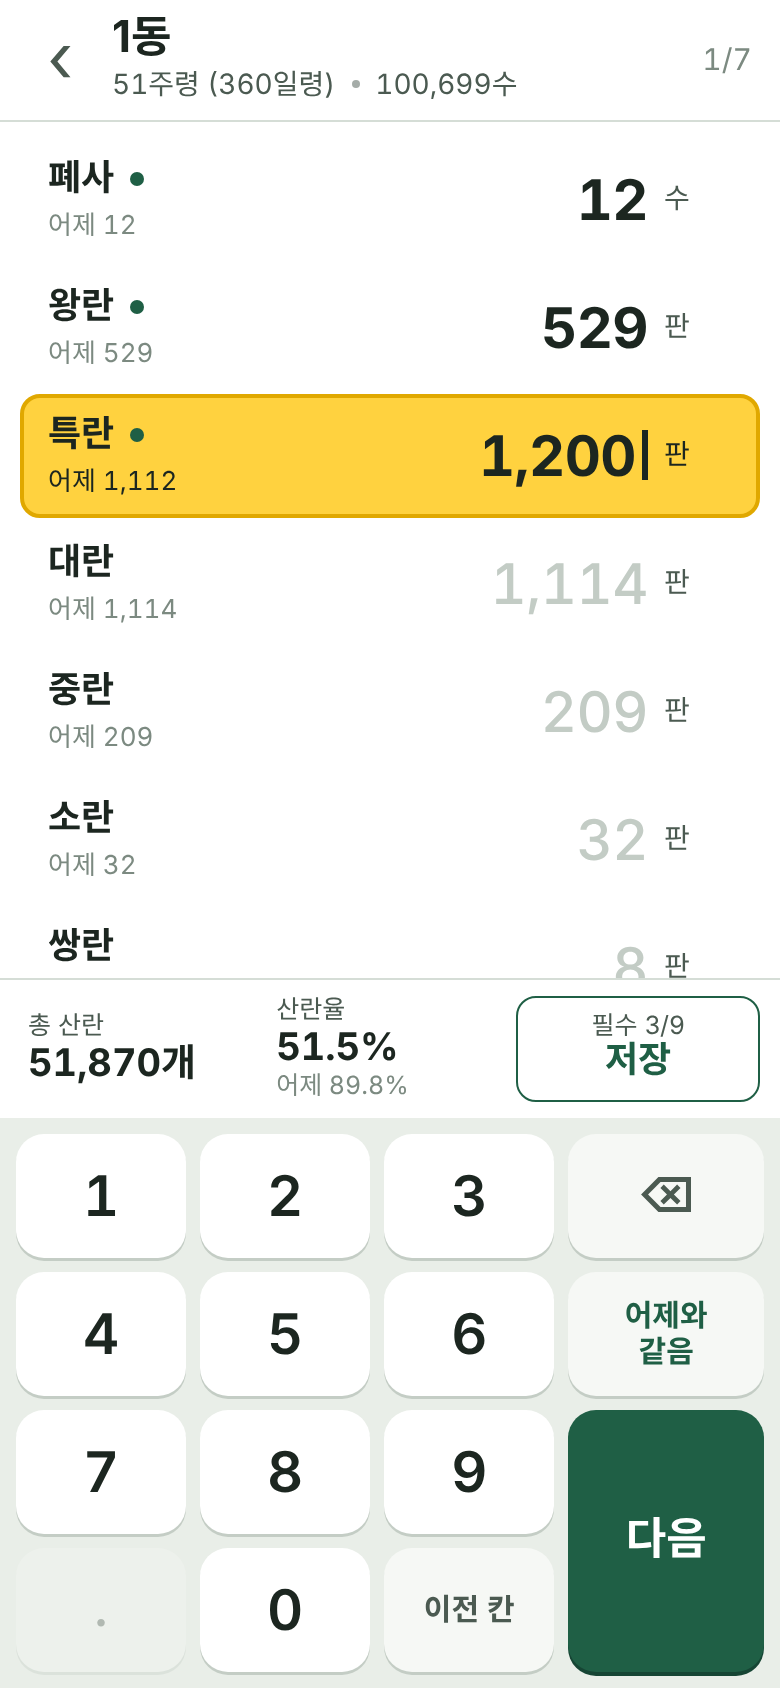 1동
51주령 (360일령) • 100,699수
1/7
폐사
어제 12
12 수
왕란
어제 529
529 판
특란
어제 1,112
1,200 판
대란
어제 1,114
1,114 판
중란
어제 209
209 판
소란
어제 32
32 판
쌍란
8 판
총 산란
51,870개
산란율
51.5%
어제 89.8%
필수 3/9
저장
1 2 3
4 5 6 어제와
같음
7 8 9
다음
. 0 이전 칸